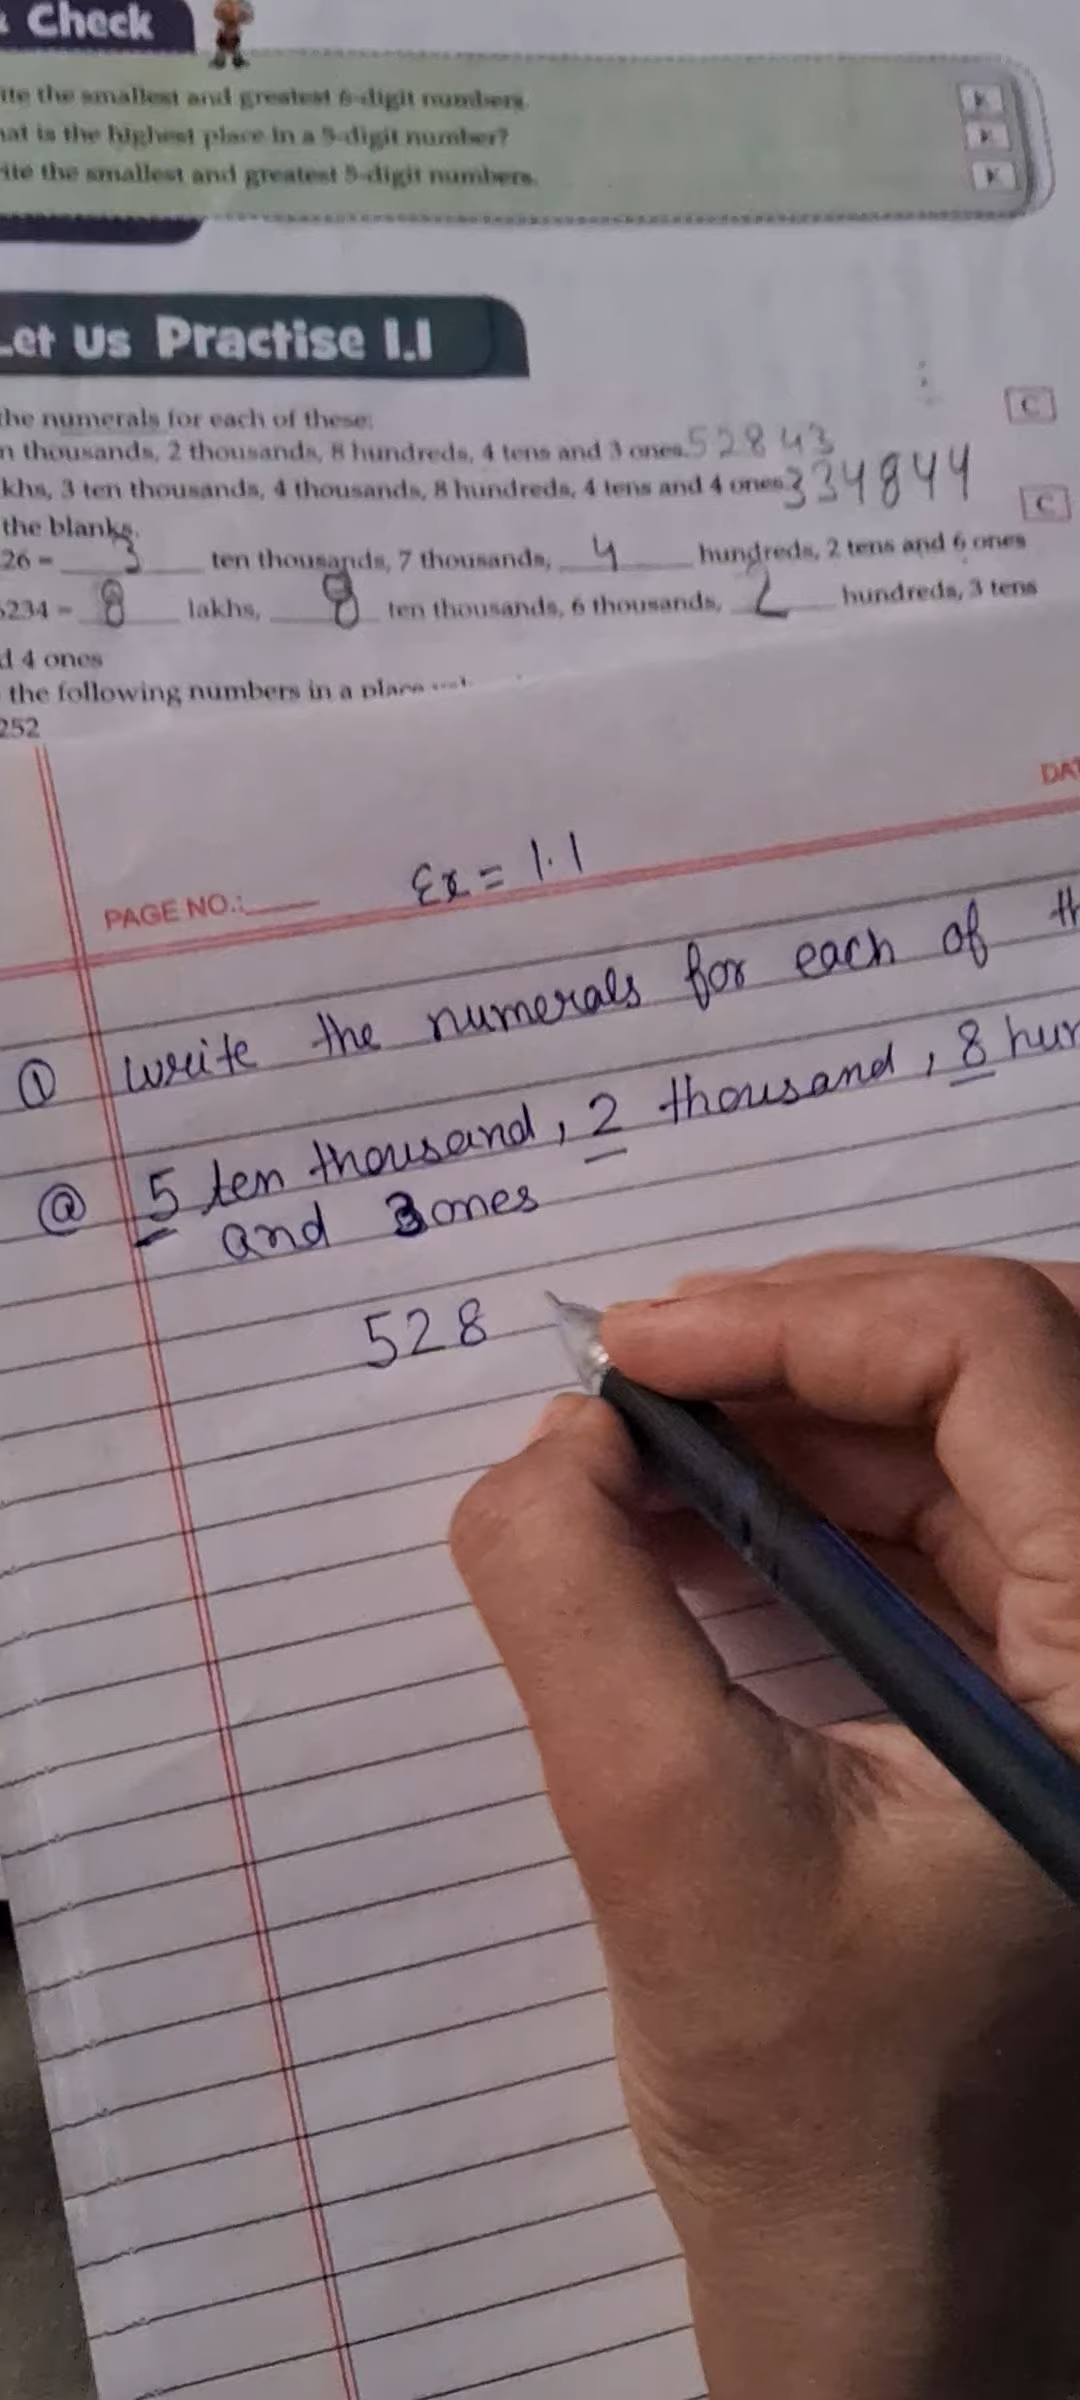 Check
ite the smallest and greatest 6-digit numbers.
hat is the highest place in a 5-digit number?
ite the smallest and greatest 5-digit numbers.
K
K
K
Let Us Practise 1.1
the numerals for each of these:
C
n thousands, 2 thousands, 8 hundreds, 4 tens and 3 ones. 52843
khs, 3 ten thousands, 4 thousands, 8 hundreds, 4 tens and 4 ones 334844
the blanks.
C
26 = 3 ten thousands, 7 thousands, 4 hundreds, 2 tens and 6 ones
234 = 8 lakhs, 8 ten thousands, 6 thousands, 2 hundreds, 3 tens
d 4 ones
the following numbers in a place
252
DAT
PAGE NO.: Ex = 1.1
① Write the numerals for each of th
ⓐ 5 ten thousand, 2 thousand, 8 hun
and 3 ones
528